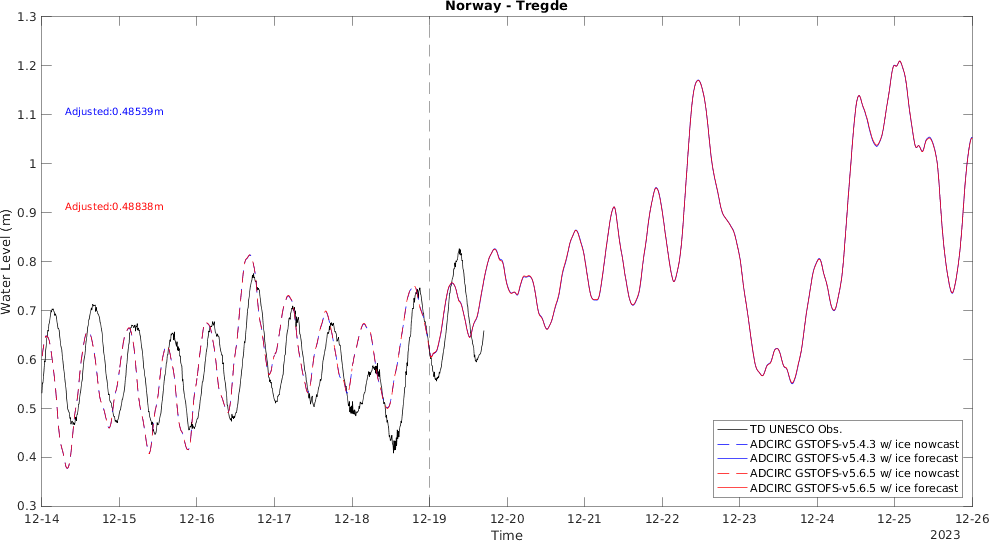 Norway - Tregde
1.3
1.2
1.1
1
0.9
0.8
0.7
0.6
0.5
0.4
0.3
Water Level (m)
Adjusted:0.48539m
Adjusted:0.48838m
TD UNESCO Obs.
ADCIRC GSTOFS-v5.4.3 w/ ice nowcast
ADCIRC GSTOFS-v5.4.3 w/ ice forecast
ADCIRC GSTOFS-v5.6.5 w/ ice nowcast
ADCIRC GSTOFS-v5.6.5 w/ ice forecast
12-14 12-15 12-16 12-17 12-18 12-19 12-20 12-21 12-22 12-23 12-24 12-25 12-26
Time
2023